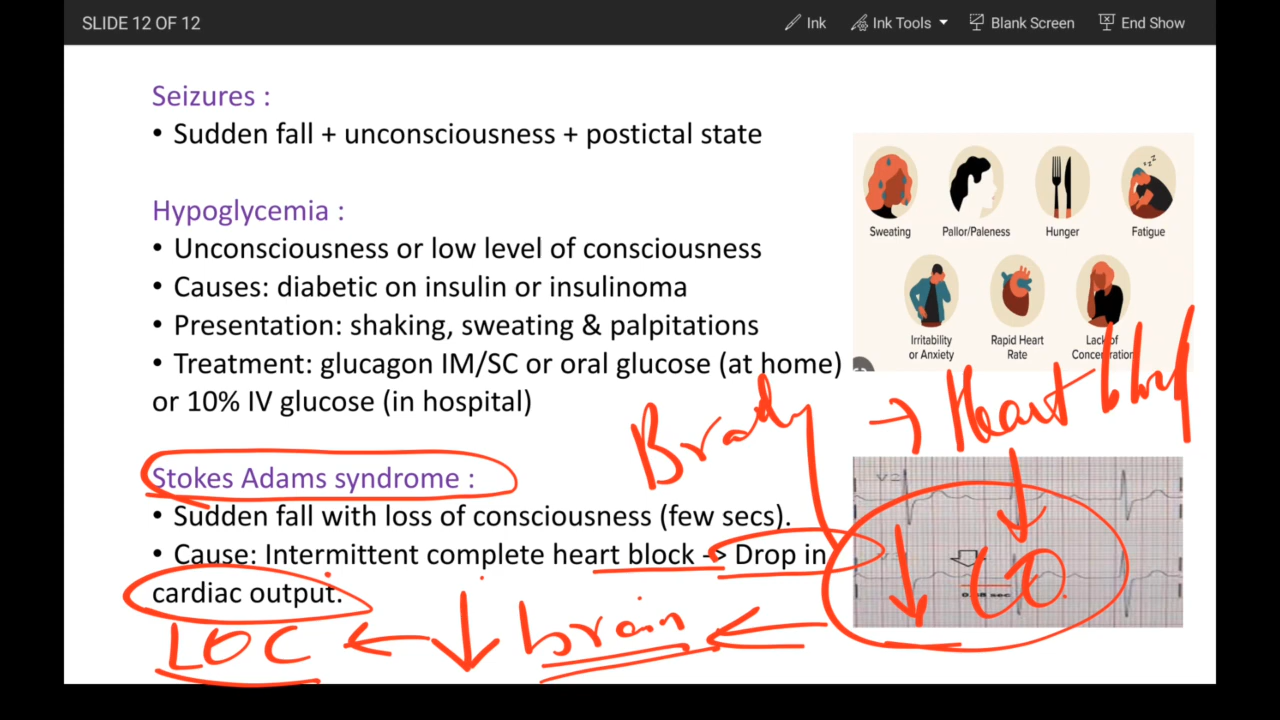 SLIDE 12 OF 12
Ink
Ink Tools
Blank Screen
End Show
Seizures :
• Sudden fall + unconsciousness + postictal state
Hypoglycemia :
• Unconsciousness or low level of consciousness
• Causes: diabetic on insulin or insulinoma
• Presentation: shaking, sweating & palpitations
• Treatment: glucagon IM/SC or oral glucose (at home)
or 10% IV glucose (in hospital)
Stokes Adams syndrome :
• Sudden fall with loss of consciousness (few secs).
• Cause: Intermittent complete heart block -> Drop in
cardiac output.
Sweating
Pallor/Paleness
Hunger
Fatigue
Irritability
or Anxiety
Rapid Heart
Rate
Lack of
Concentration
Brady → Heart block
V2
↓ CO
LOC ← ↓ brain ←